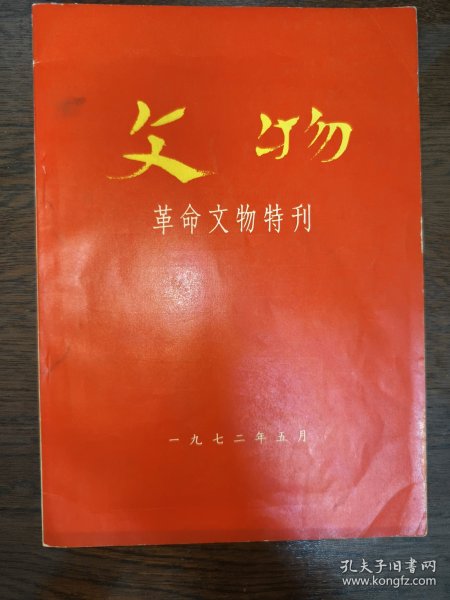 文物
革命文物特刊
一九七二年五月
孔夫子旧书网
www.kongfz.com